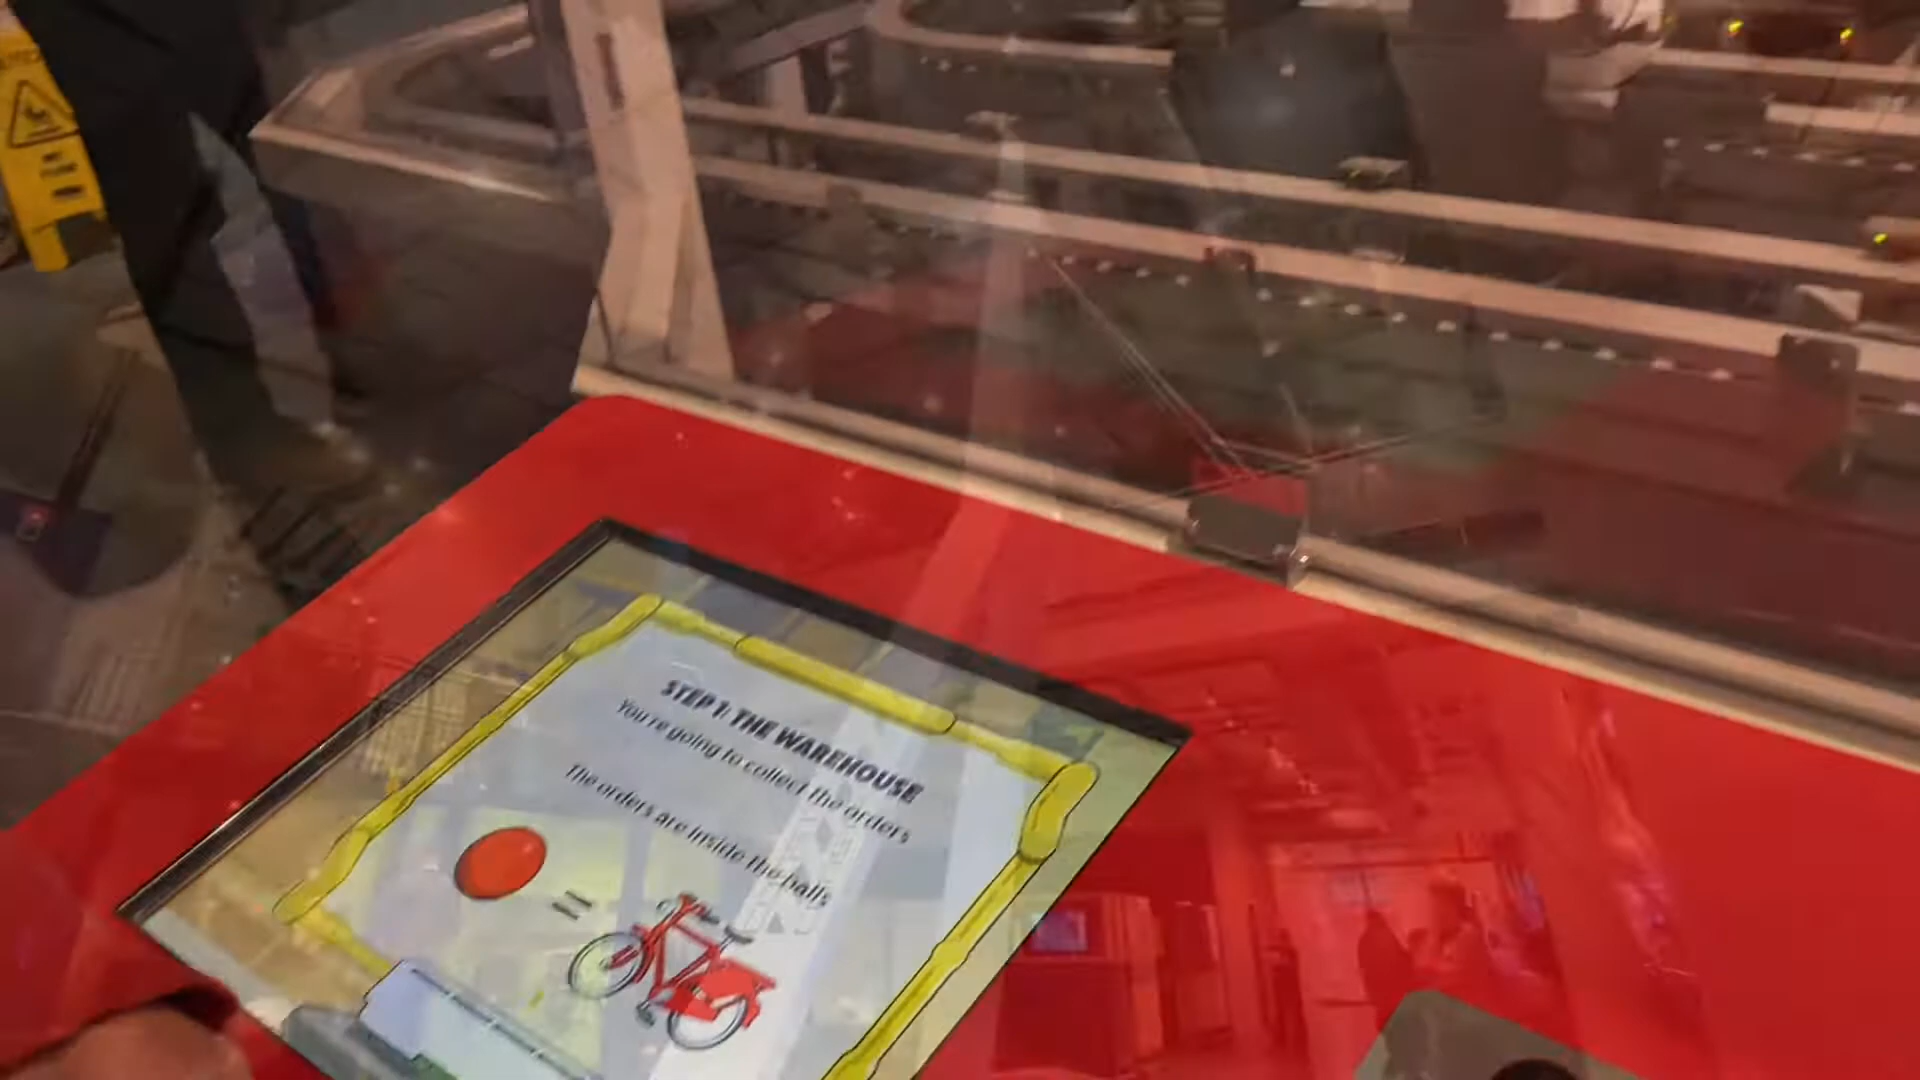 STEP 1: THE WAREHOUSE
You're going to collect the orders
The orders are inside the balls
=